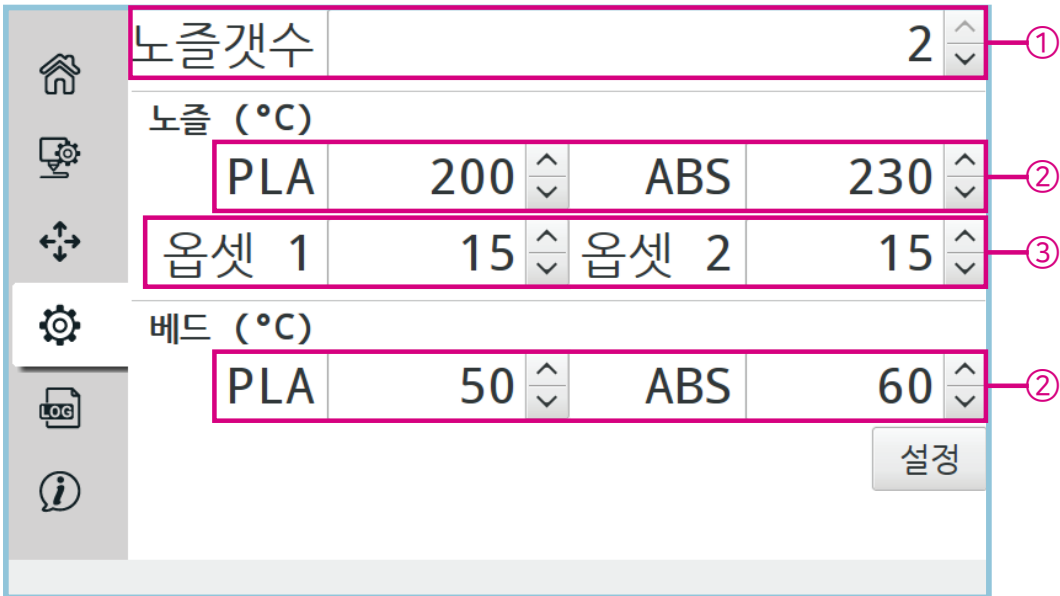 노즐갯수 2 ①
노즐 (°C)
PLA 200 ABS 230 ②
옵셋 1 15 옵셋 2 15 ③
베드 (°C)
PLA 50 ABS 60 ②
LOG
설정
i